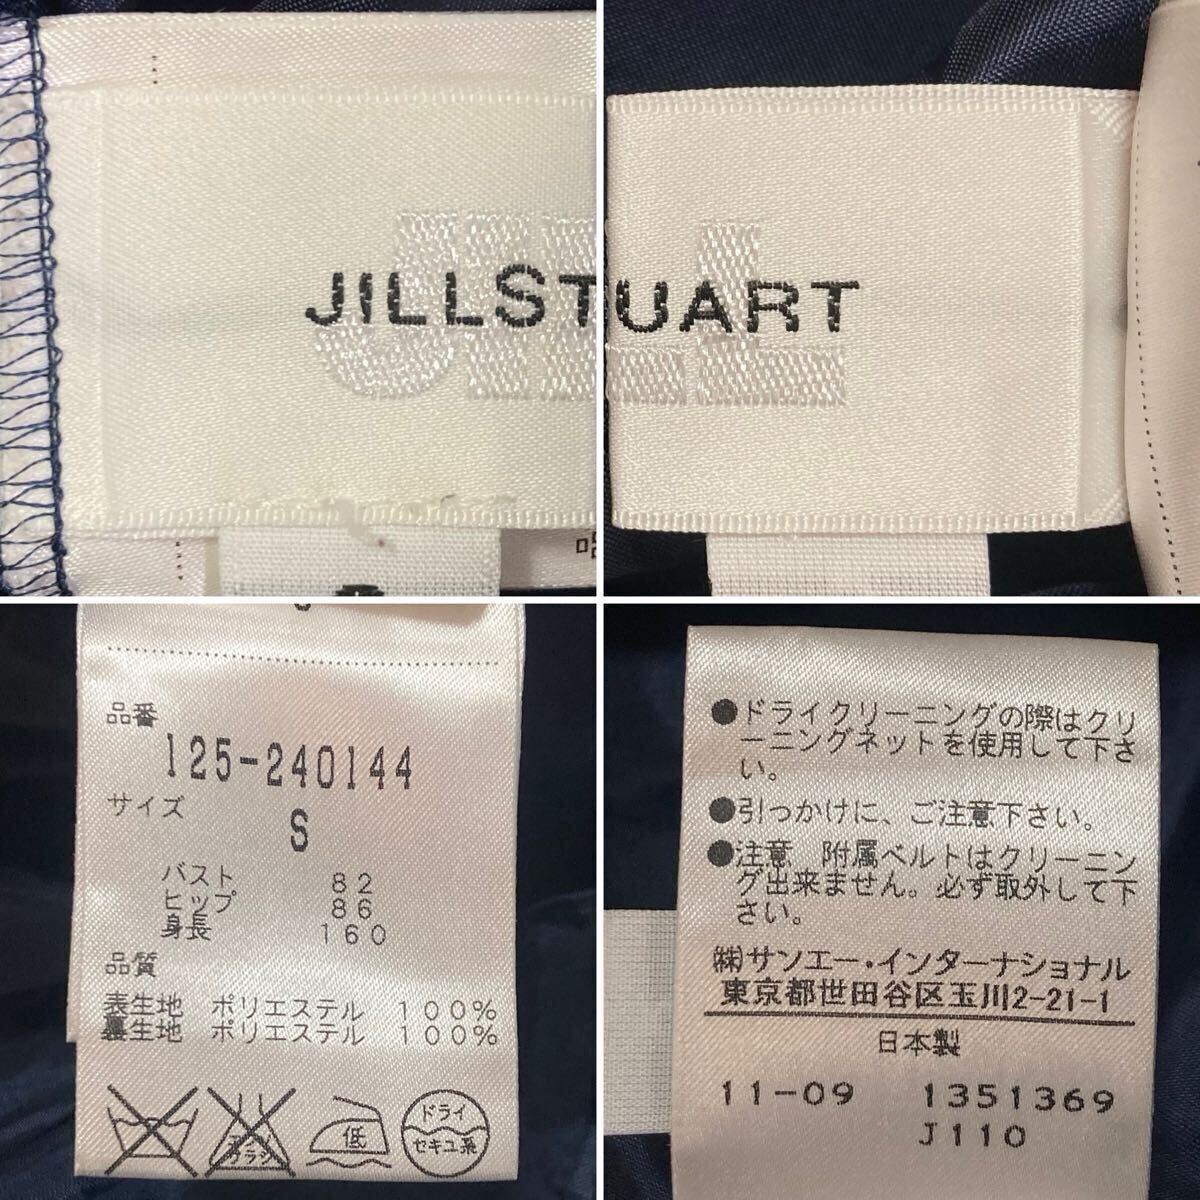 JILLSTUART
品番
125-240144
サイズ
S
バスト 82
ヒップ 86
身長 160
品質
表生地 ポリエステル 100%
裏生地 ポリエステル 100%
エンソ
サラシ
低
ドライ
セキユ系
●ドライクリーニングの際はクリ
ーニングネットを使用して下さ
い。
●引っかけに、ご注意下さい。
●注意 附属ベルトはクリーニン
グ出来ません。必ず取外して下
さい。
㈱サンエー・インターナショナル
東京都世田谷区玉川2-21-1
日本製
11-09 1351369
J110